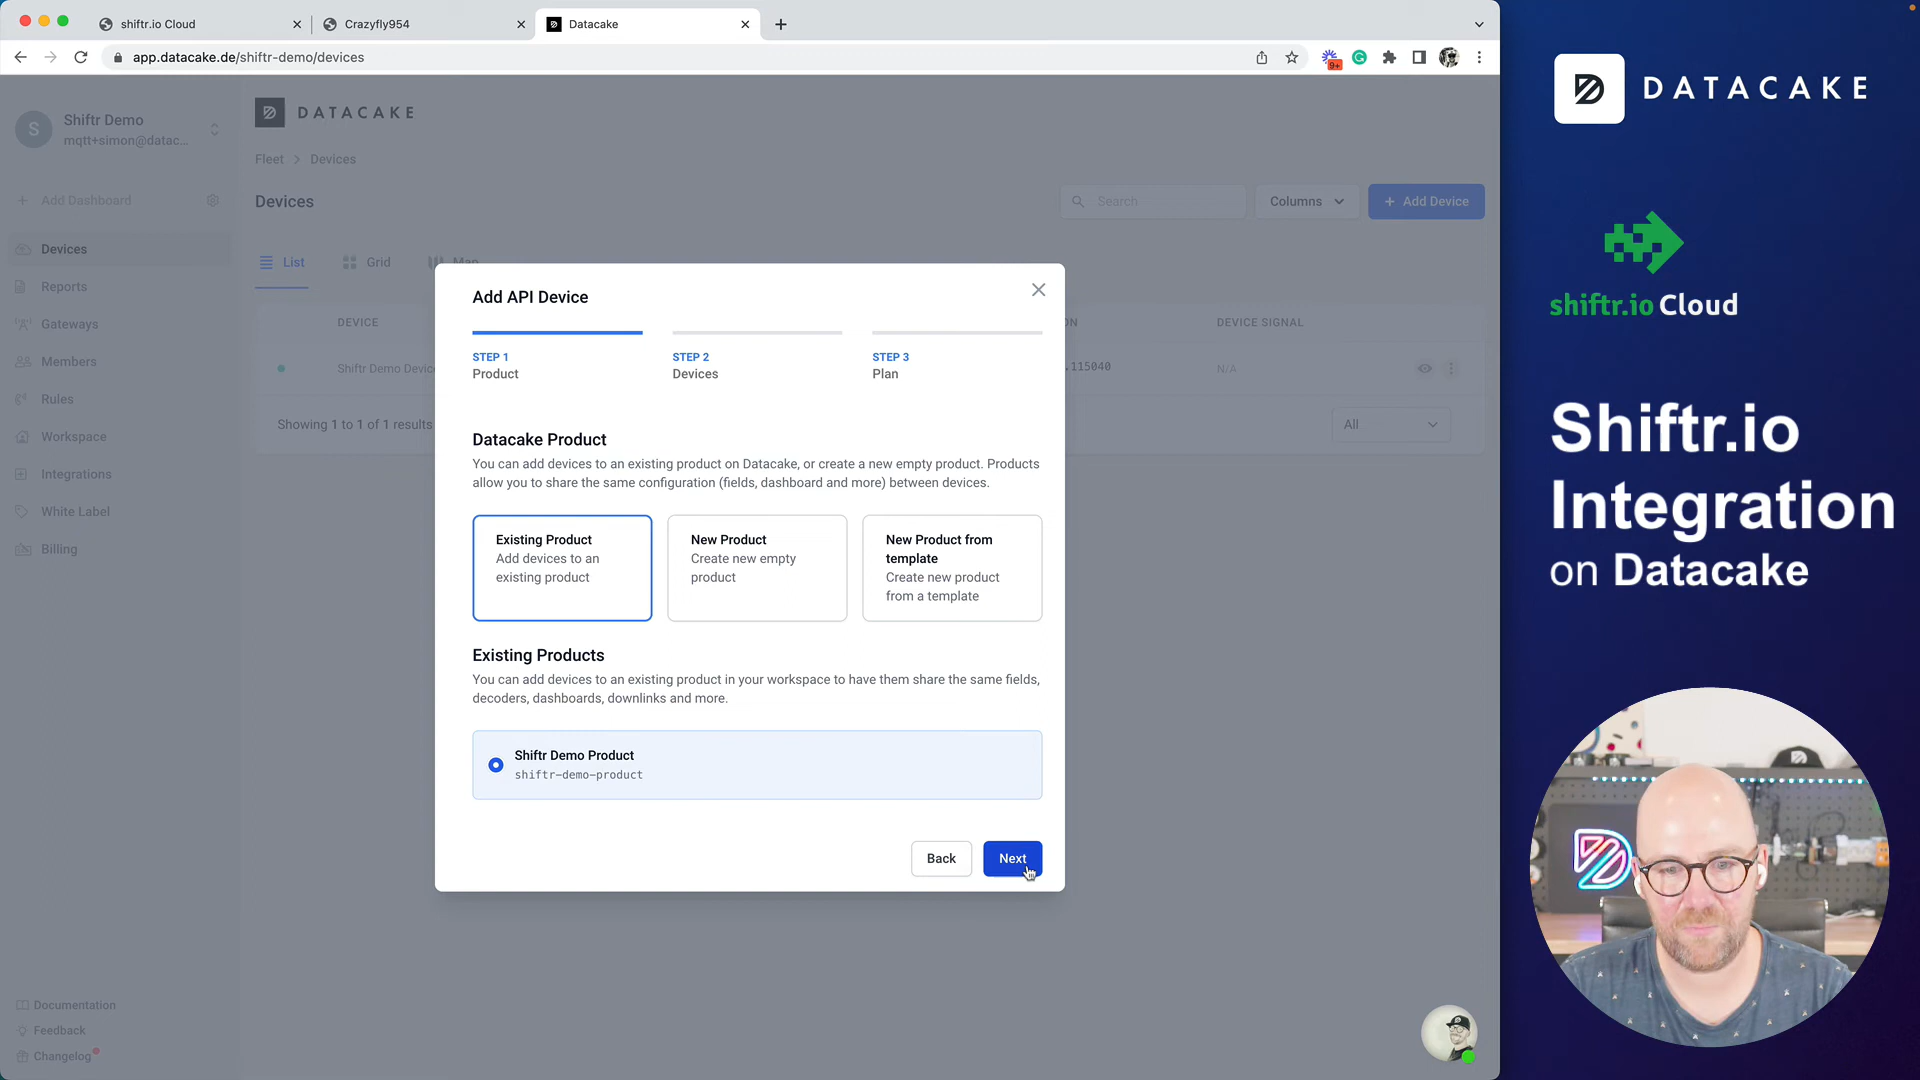 shiftr.io Cloud
Crazyfly954
Datacake
app.datacake.de/shiftr-demo/devices
9+
S
Shiftr Demo
mqtt+simon@datac...
Add Dashboard
Devices
Reports
Gateways
Members
Rules
Workspace
Integrations
White Label
Billing
Documentation
Feedback
Changelog
DATACAKE
Fleet > Devices
Devices
Search
Columns
+ Add Device
List
Grid
Map
DEVICE
ON
DEVICE SIGNAL
Shiftr Demo Devic
.115040
N/A
Showing 1 to 1 of 1 results
All
Add API Device
STEP 1
Product
STEP 2
Devices
STEP 3
Plan
Datacake Product
You can add devices to an existing product on Datacake, or create a new empty product. Products
allow you to share the same configuration (fields, dashboard and more) between devices.
Existing Product
Add devices to an
existing product
New Product
Create new empty
product
New Product from
template
Create new product
from a template
Existing Products
You can add devices to an existing product in your workspace to have them share the same fields,
decoders, dashboards, downlinks and more.
Shiftr Demo Product
shiftr-demo-product
Back
Next
DATACAKE
shiftr.io Cloud
Shiftr.io
Integration
on Datacake